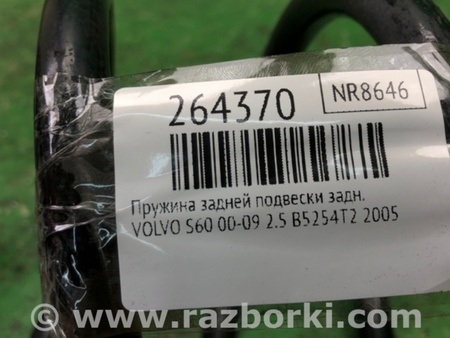 264370
NR8646
Пружина задней подвески задн.
VOLVO S60 00-09 2.5 B5254T2 2005
www.razborki.com